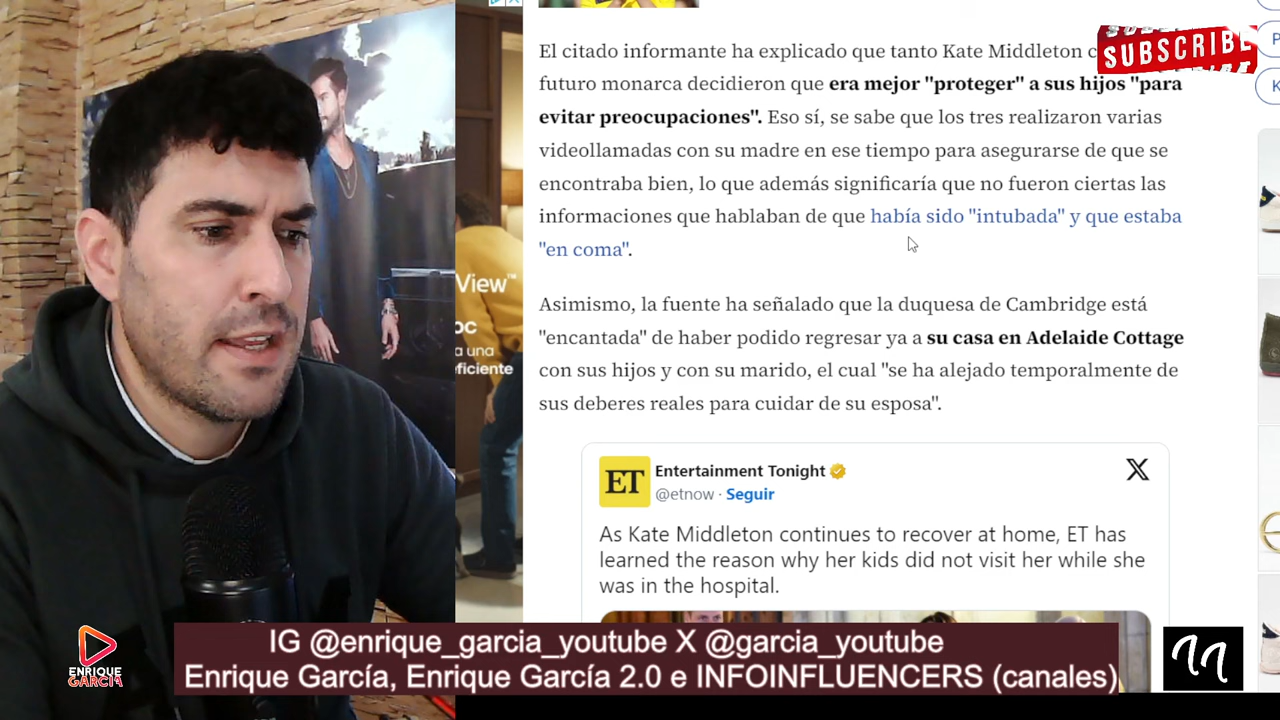 El citado informante ha explicado que tanto Kate Middleton c
futuro monarca decidieron que era mejor "proteger" a sus hijos "para
evitar preocupaciones". Eso sí, se sabe que los tres realizaron varias
videollamadas con su madre en ese tiempo para asegurarse de que se
encontraba bien, lo que además significaría que no fueron ciertas las
informaciones que hablaban de que había sido "intubada" y que estaba
"en coma".
Asimismo, la fuente ha señalado que la duquesa de Cambridge está
"encantada" de haber podido regresar ya a su casa en Adelaide Cottage
con sus hijos y con su marido, el cual "se ha alejado temporalmente de
sus deberes reales para cuidar de su esposa".
Entertainment Tonight
@etnow · Seguir
ET
X
As Kate Middleton continues to recover at home, ET has
learned the reason why her kids did not visit her while she
was in the hospital.
SUBSCRIBE
P
K
View™
oc
a una
eficiente
ENRIQUE
GARCÍA
IG @enrique_garcia_youtube X @garcia_youtube
Enrique García, Enrique García 2.0 e INFOINFLUENCERS (canales)